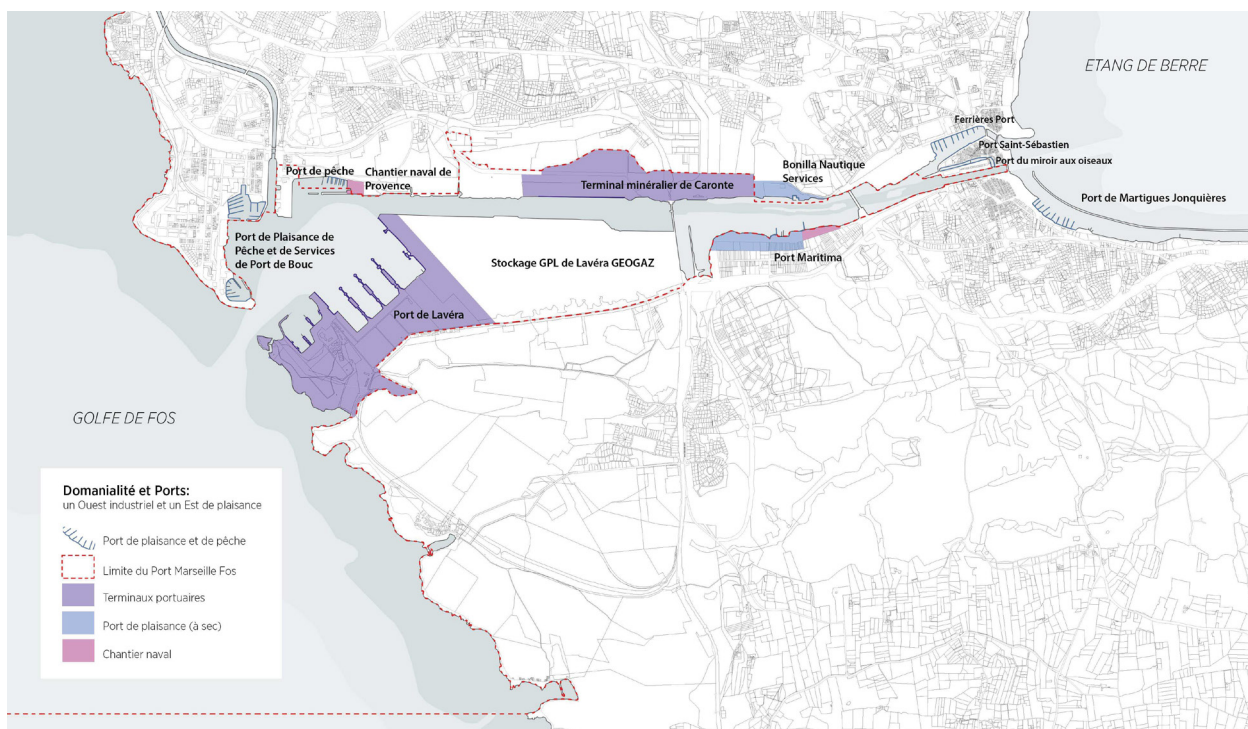 ETANG DE BERRE
Ferrières Port
Port Saint-Sébastien
Port du miroir aux oiseaux
Port de pêche
Chantier naval de
Provence
Bonilla Nautique
Services
Terminal minéralier de Caronte
Port de Martigues Jonquières
Port de Plaisance de
Pêche et de Services
de Port de Bouc
Stockage GPL de Lavéra GEOGAZ
Port Maritima
Port de Lavéra
GOLFE DE FOS
Domanialité et Ports:
un Ouest industriel et un Est de plaisance
Port de plaisance et de pêche
Limite du Port Marseille Fos
Terminaux portuaires
Port de plaisance (à sec)
Chantier naval